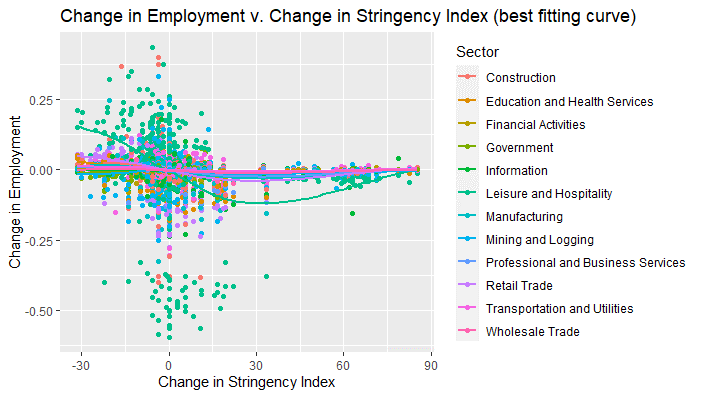 Change in Employment v. Change in Stringency Index (best fitting curve)
Change in Employment
0.25
0.00
-0.25
-0.50
-30
0
30
60
90
Change in Stringency Index
Sector
Construction
Education and Health Services
Financial Activities
Government
Information
Leisure and Hospitality
Manufacturing
Mining and Logging
Professional and Business Services
Retail Trade
Transportation and Utilities
Wholesale Trade